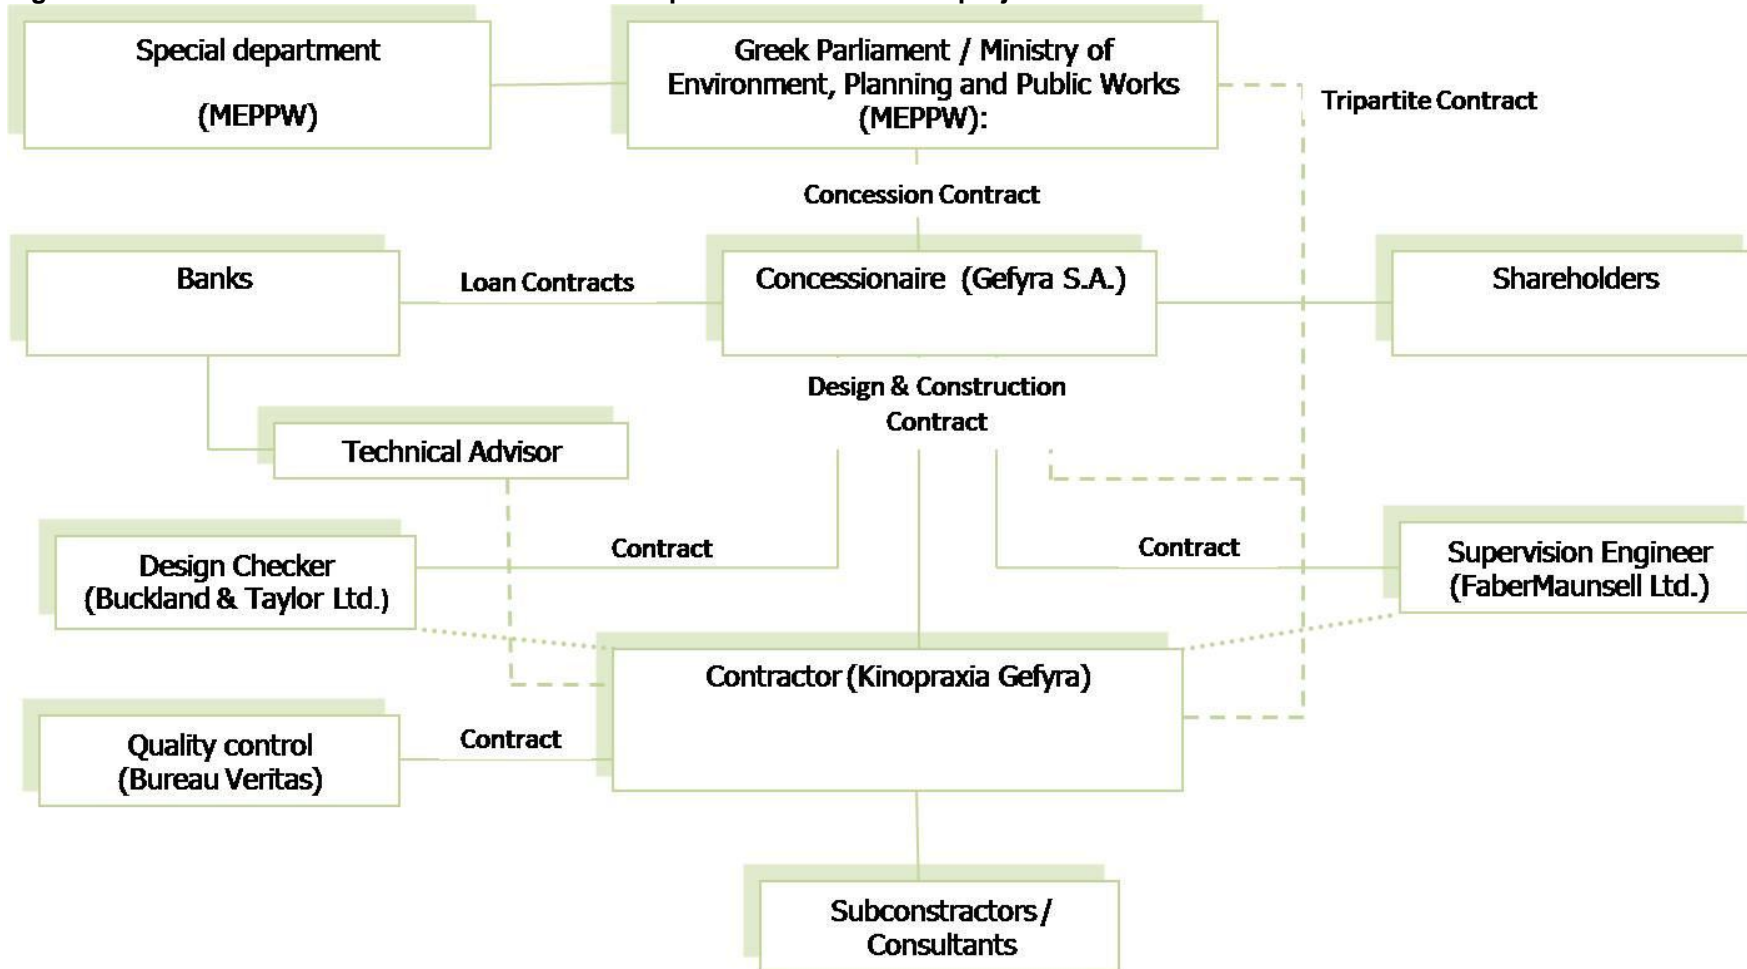 Special department
(MEPPW)
Greek Parliament / Ministry of
Environment, Planning and Public Works
(MEPPW):
Tripartite Contract
Concession Contract
Banks
Loan Contracts
Concessionaire (Gefyra S.A.)
Shareholders
Design & Construction
Contract
Technical Advisor
Design Checker
(Buckland & Taylor Ltd.)
Contract
Contract
Supervision Engineer
(FaberMaunsell Ltd.)
Contractor (Kinopraxia Gefyra)
Quality control
(Bureau Veritas)
Contract
Subconstractors /
Consultants